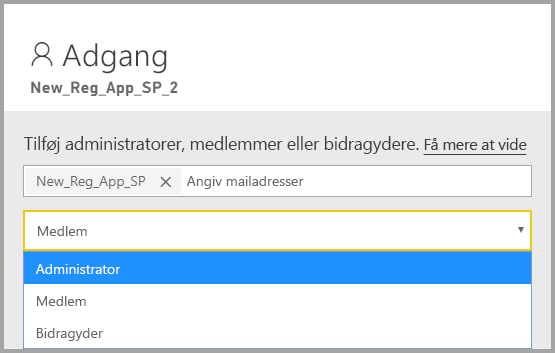 Adgang
New_Reg_App_SP_2
Tilføj administratorer, medlemmer eller bidragydere. Få mere at vide
New_Reg_App_SP × Angiv mailadresser
Medlem
Administrator
Medlem
Bidragyder